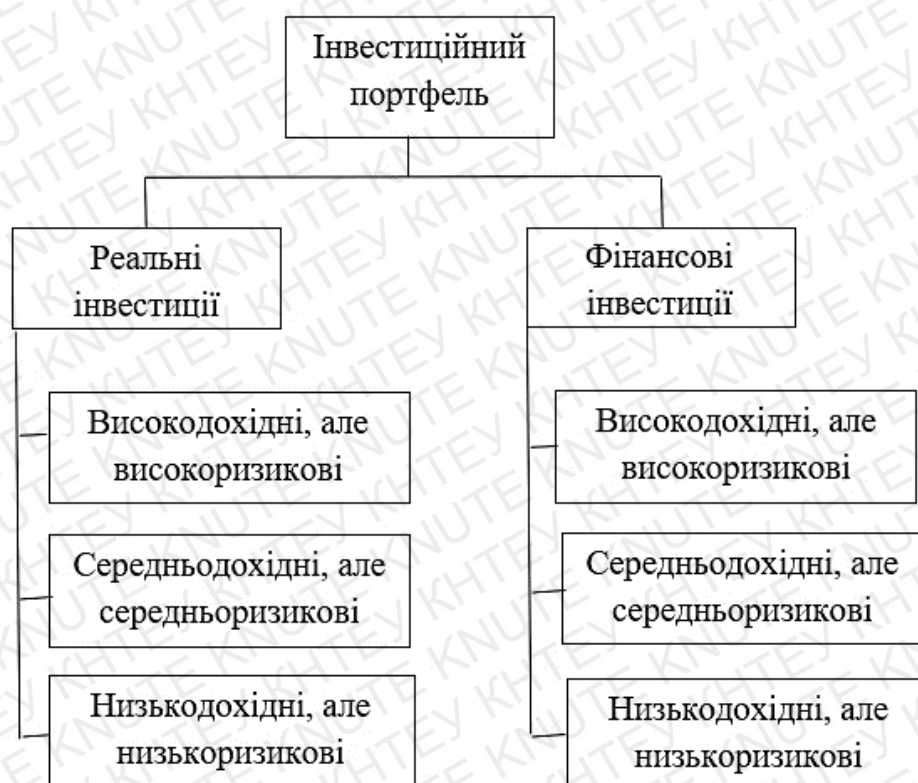 Інвестиційний
портфель
Реальні
інвестиції
Фінансові
інвестиції
Високодохідні, але
високоризикові
Середньодохідні, але
середньоризикові
Низькодохідні, але
низькоризикові
Високодохідні, але
високоризикові
Середньодохідні, але
середньоризикові
Низькодохідні, але
низькоризикові